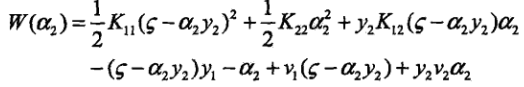 W(α₂) = ½K₁₁(ς − α₂y₂)² + ½K₂₂α₂² + y₂K₁₂(ς − α₂y₂)α₂
−(ς − α₂y₂)y₁ − α₂ + v₁(ς − α₂y₂) + y₂v₂α₂